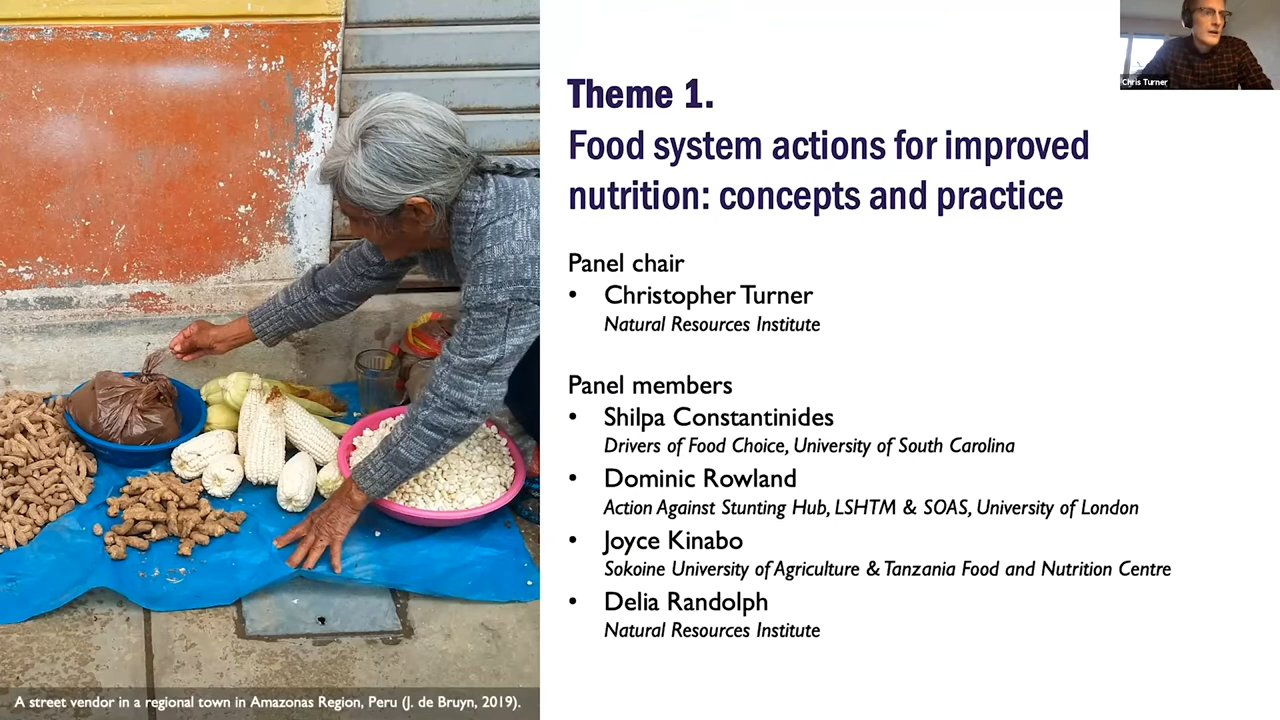 Chris Turner
Theme 1.
Food system actions for improved
nutrition: concepts and practice
Panel chair
• Christopher Turner
Natural Resources Institute
Panel members
• Shilpa Constantinides
Drivers of Food Choice, University of South Carolina
• Dominic Rowland
Action Against Stunting Hub, LSHTM & SOAS, University of London
• Joyce Kinabo
Sokoine University of Agriculture & Tanzania Food and Nutrition Centre
• Delia Randolph
Natural Resources Institute
A street vendor in a regional town in Amazonas Region, Peru (J. de Bruyn, 2019).